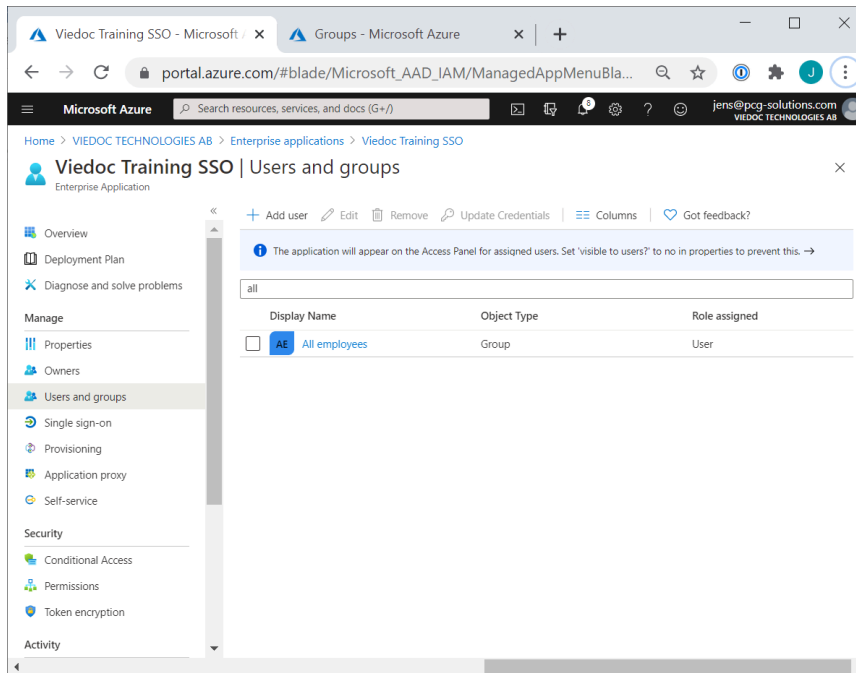 Viedoc Training SSO - Microsoft A
Groups - Microsoft Azure
portal.azure.com/#blade/Microsoft_AAD_IAM/ManagedAppMenuBla...
J
Microsoft Azure
Search resources, services, and docs (G+/)
8
jens@pcg-solutions.com
VIEDOC TECHNOLOGIES AB
Home > VIEDOC TECHNOLOGIES AB > Enterprise applications > Viedoc Training SSO
Viedoc Training SSO | Users and groups
Enterprise Application
Overview
Deployment Plan
Diagnose and solve problems
Manage
Properties
Owners
Users and groups
Single sign-on
Provisioning
Application proxy
Self-service
Security
Conditional Access
Permissions
Token encryption
Activity
Add user Edit Remove Update Credentials Columns Got feedback?
The application will appear on the Access Panel for assigned users. Set 'visible to users?' to no in properties to prevent this. →
all
Display Name Object Type Role assigned
AE All employees Group User